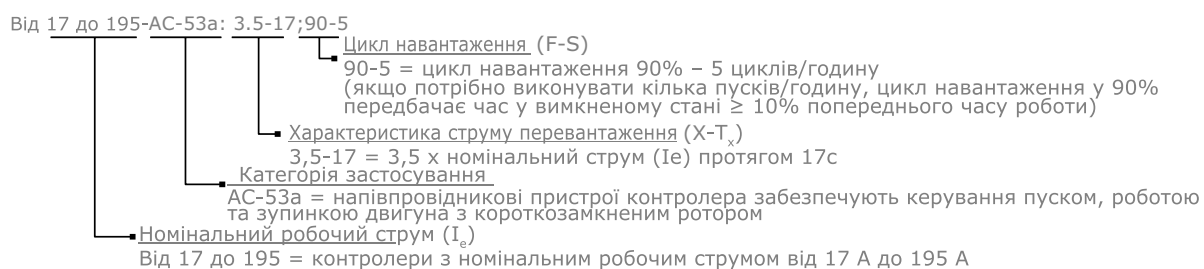 Від 17 до 195-АС-53а: 3.5-17;90-5
Цикл навантаження (F-S)
90-5 = цикл навантаження 90% – 5 циклів/годину
(якщо потрібно виконувати кілька пусків/годину, цикл навантаження у 90%
передбачає час у вимкненому стані ≥ 10% попереднього часу роботи)
Характеристика струму перевантаження (X-Tx)
3,5-17 = 3,5 x номінальний струм (Ie) протягом 17с
Категорія застосування
АС-53а = напівпровідникові пристрої контролера забезпечують керування пуском, роботою
та зупинкою двигуна з короткозамкненим ротором
Номінальний робочий струм (Ie)
Від 17 до 195 = контролери з номінальним робочим струмом від 17 А до 195 А